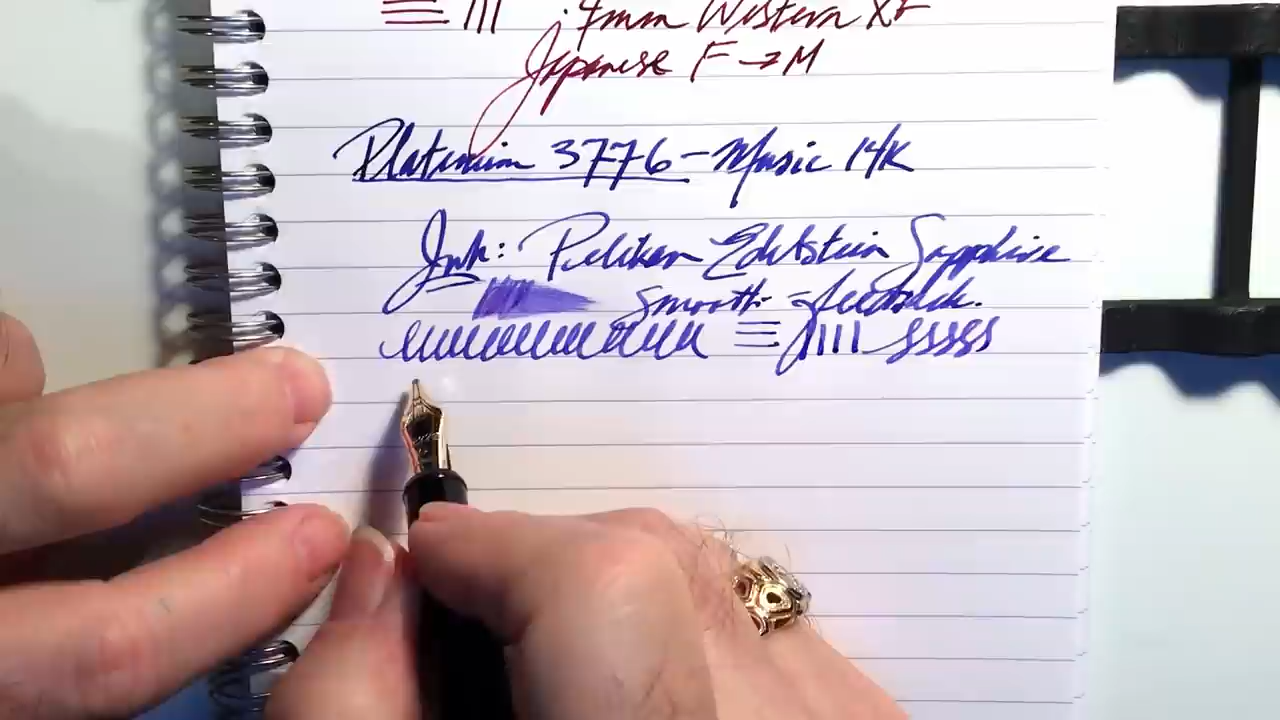 .4mm Western XF
Japanese F → M
Platinum 3776 - Music 14K
Ink: Pelikan Edelstein Sapphire
Smooth - feedback.